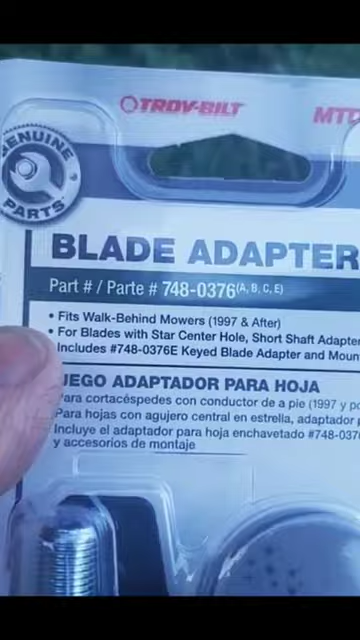 TROY-BILT
MTD
GENUINE PARTS
BLADE ADAPTER
Part # / Parte # 748-0376(A, B, C, E)
• Fits Walk-Behind Mowers (1997 & After)
• For Blades with Star Center Hole, Short Shaft Adapter
Includes #748-0376E Keyed Blade Adapter and
JUEGO ADAPTADOR PARA HOJA
Para cortacéspedes con conductor de a pie (1997 y
Para hojas con agujero central en estrella, adaptador
Incluye el adaptador para hoja enchavetado
y accesorios de montaje